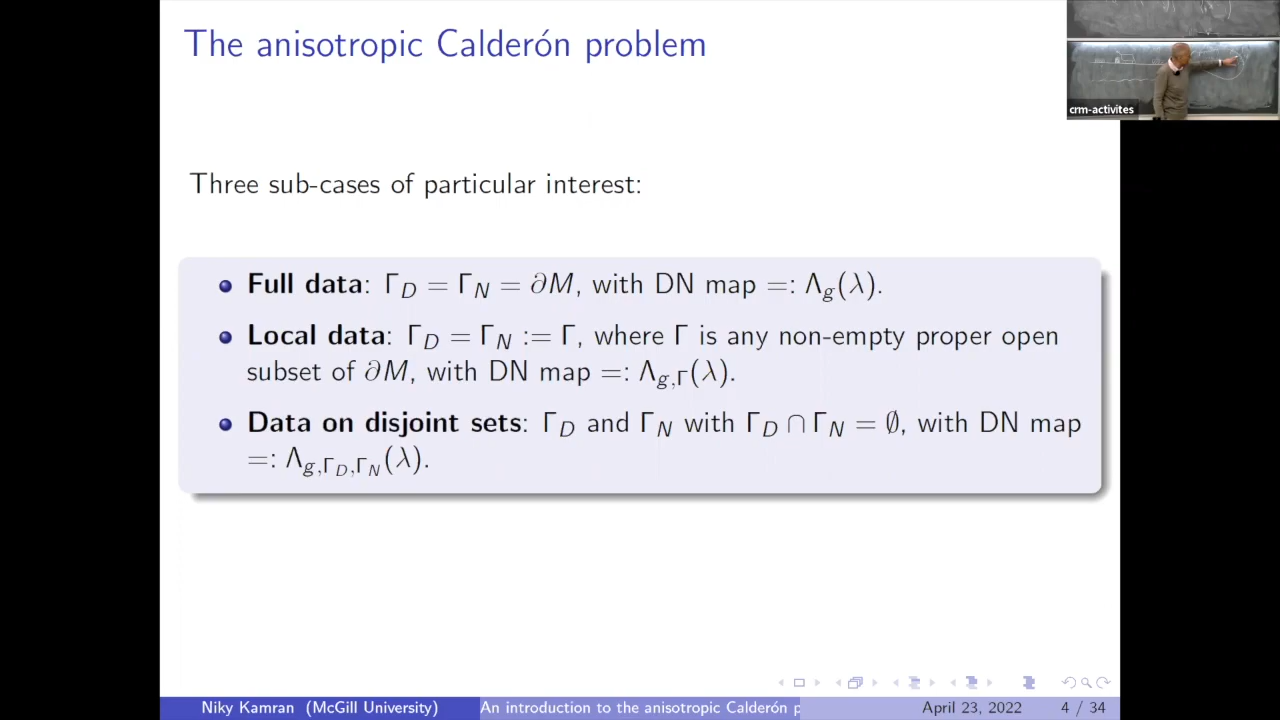 The anisotropic Calderón problem
crm-activites
Three sub-cases of particular interest:
Full data: Γ_D = Γ_N = ∂M, with DN map =: Λ_g(λ).
Local data: Γ_D = Γ_N := Γ, where Γ is any non-empty proper open
subset of ∂M, with DN map =: Λ_{g,Γ}(λ).
Data on disjoint sets: Γ_D and Γ_N with Γ_D ∩ Γ_N = ∅, with DN map
=: Λ_{g,Γ_D,Γ_N}(λ).
Niky Kamran (McGill University) An introduction to the anisotropic Calderón p April 23, 2022 4 / 34